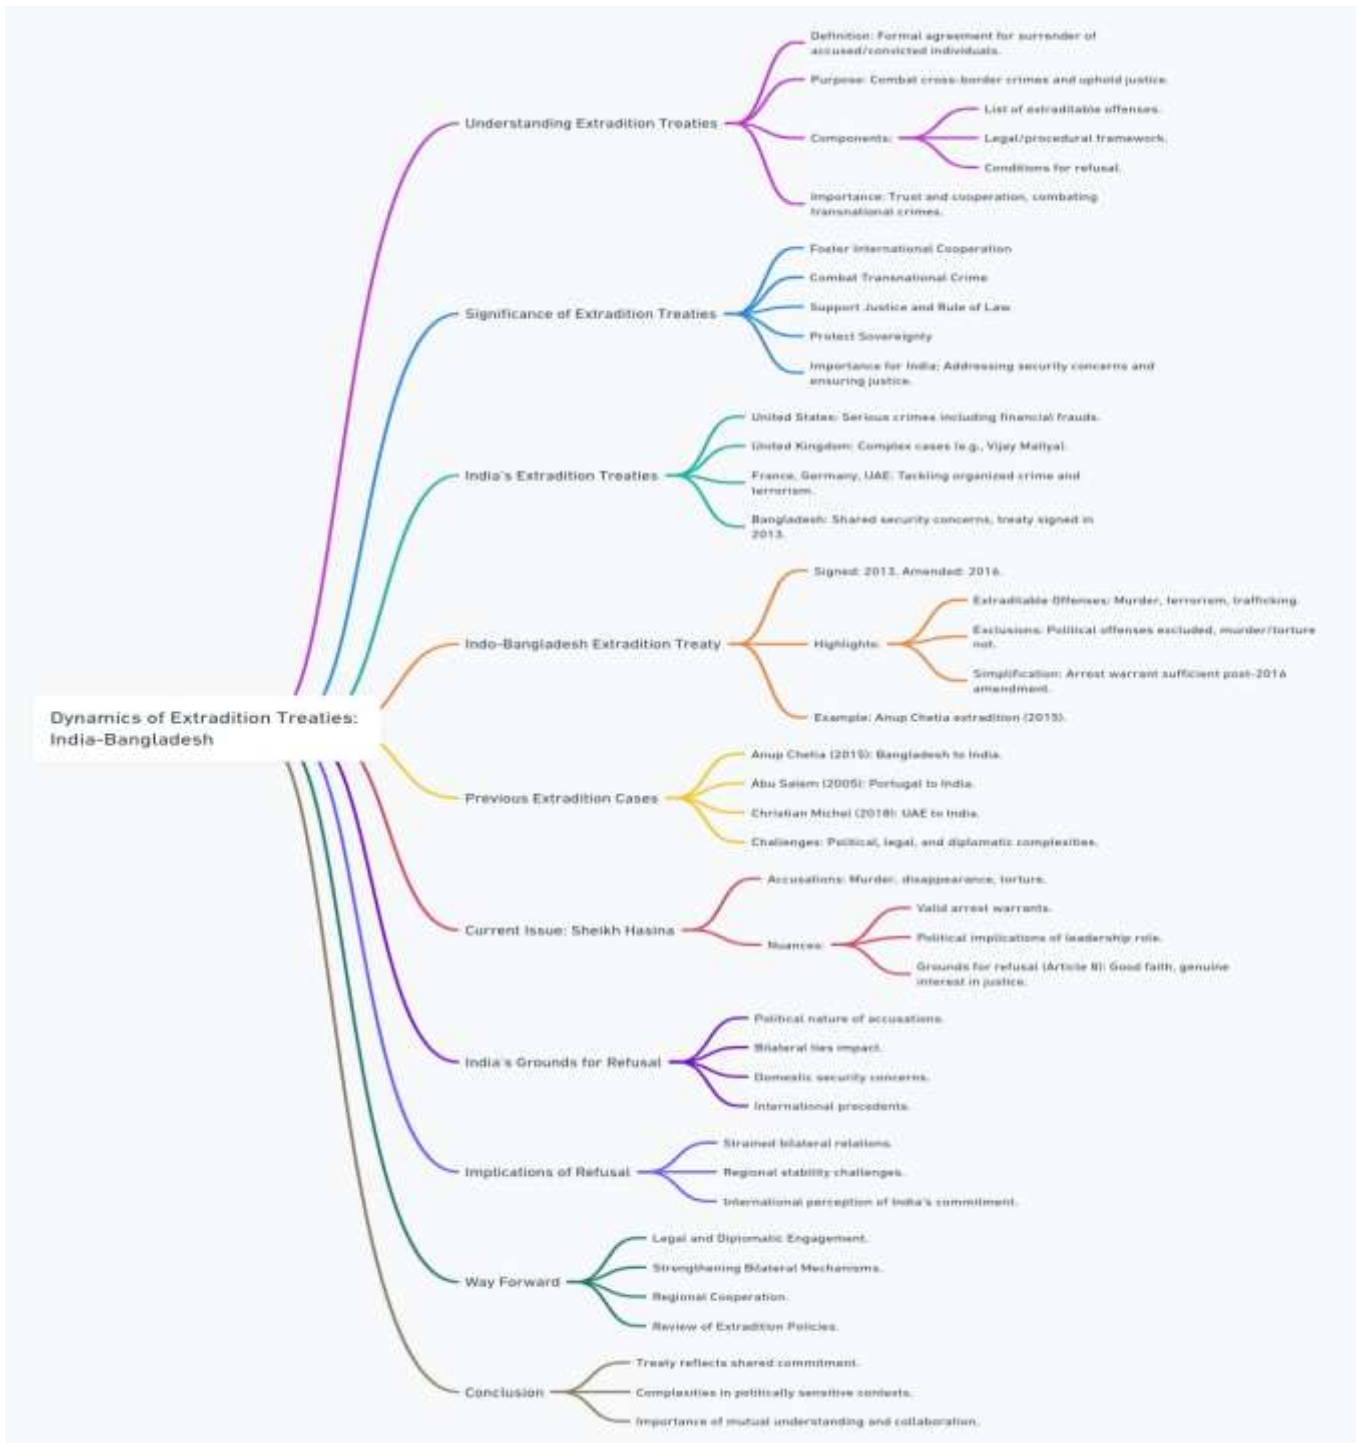 Dynamics of Extradition Treaties:
India-Bangladesh
Understanding Extradition Treaties
Definition: Formal agreement for surrender of
accused/convicted individuals.
Purpose: Combat cross-border crimes and uphold justice.
Components:
List of extraditable offenses.
Legal/procedural framework.
Conditions for refusal.
Importance: Trust and cooperation, combating
transnational crimes.
Significance of Extradition Treaties
Foster International Cooperation
Combat Transnational Crime
Support Justice and Rule of Law
Protect Sovereignty
Importance for India: Addressing security concerns and
ensuring justice.
India's Extradition Treaties
United States: Serious crimes including financial frauds.
United Kingdom: Complex cases (e.g., Vijay Mallya).
France, Germany, UAE: Tackling organized crime and
terrorism.
Bangladesh: Shared security concerns, treaty signed in
2013.
Indo-Bangladesh Extradition Treaty
Signed: 2013. Amended: 2016.
Highlights:
Extraditable Offenses: Murder, terrorism, trafficking.
Exclusions: Political offenses excluded, murder/torture
not.
Simplification: Arrest warrant sufficient post-2016
amendment.
Example: Anup Chetia extradition (2015).
Previous Extradition Cases
Anup Chetia (2015): Bangladesh to India.
Abu Salem (2005): Portugal to India.
Christian Michel (2018): UAE to India.
Challenges: Political, legal, and diplomatic complexities.
Current Issue: Sheikh Hasina
Accusations: Murder, disappearance, torture.
Nuances:
Valid arrest warrants.
Political implications of leadership role.
Grounds for refusal (Article 8): Good faith, genuine
interest in justice.
India's Grounds for Refusal
Political nature of accusations.
Bilateral ties impact.
Domestic security concerns.
International precedents.
Implications of Refusal
Strained bilateral relations.
Regional stability challenges.
International perception of India's commitment.
Way Forward
Legal and Diplomatic Engagement.
Strengthening Bilateral Mechanisms.
Regional Cooperation.
Review of Extradition Policies.
Conclusion
Treaty reflects shared commitment.
Complexities in politically sensitive contexts.
Importance of mutual understanding and collaboration.